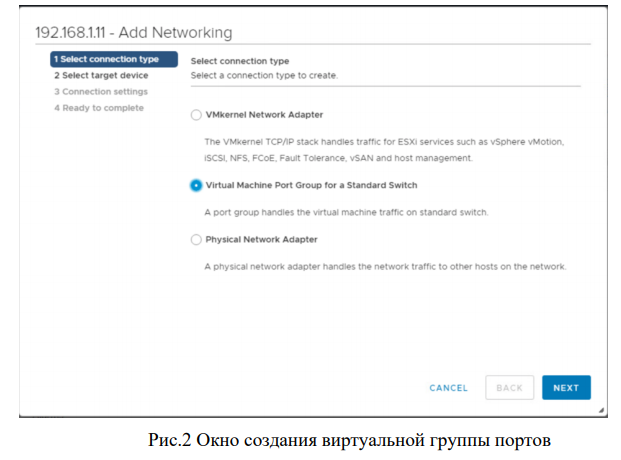 192.168.1.11 - Add Networking
1 Select connection type
2 Select target device
3 Connection settings
4 Ready to complete
Select connection type
Select a connection type to create.
VMkernel Network Adapter
The VMkernel TCP/IP stack handles traffic for ESXi services such as vSphere vMotion,
iSCSI, NFS, FCoE, Fault Tolerance, vSAN and host management.
Virtual Machine Port Group for a Standard Switch
A port group handles the virtual machine traffic on standard switch.
Physical Network Adapter
A physical network adapter handles the network traffic to other hosts on the network.
CANCEL
BACK
NEXT
Рис.2 Окно создания виртуальной группы портов